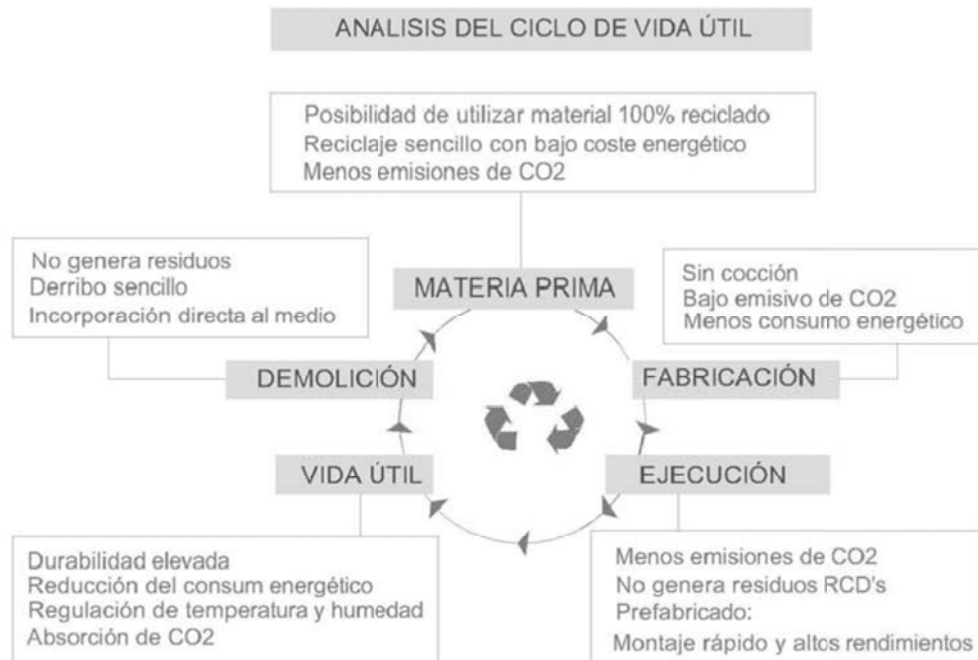 ANALISIS DEL CICLO DE VIDA ÚTIL
Posibilidad de utilizar material 100% reciclado
Reciclaje sencillo con bajo coste energético
Menos emisiones de CO2
No genera residuos
Derribo sencillo
Incorporación directa al medio
MATERIA PRIMA
Sin cocción
Bajo emisivo de CO2
Menos consumo energético
DEMOLICIÓN
FABRICACIÓN
VIDA ÚTIL
EJECUCIÓN
Durabilidad elevada
Reducción del consum energético
Regulación de temperatura y humedad
Absorción de CO2
Menos emisiones de CO2
No genera residuos RCD's
Prefabricado:
Montaje rápido y altos rendimientos